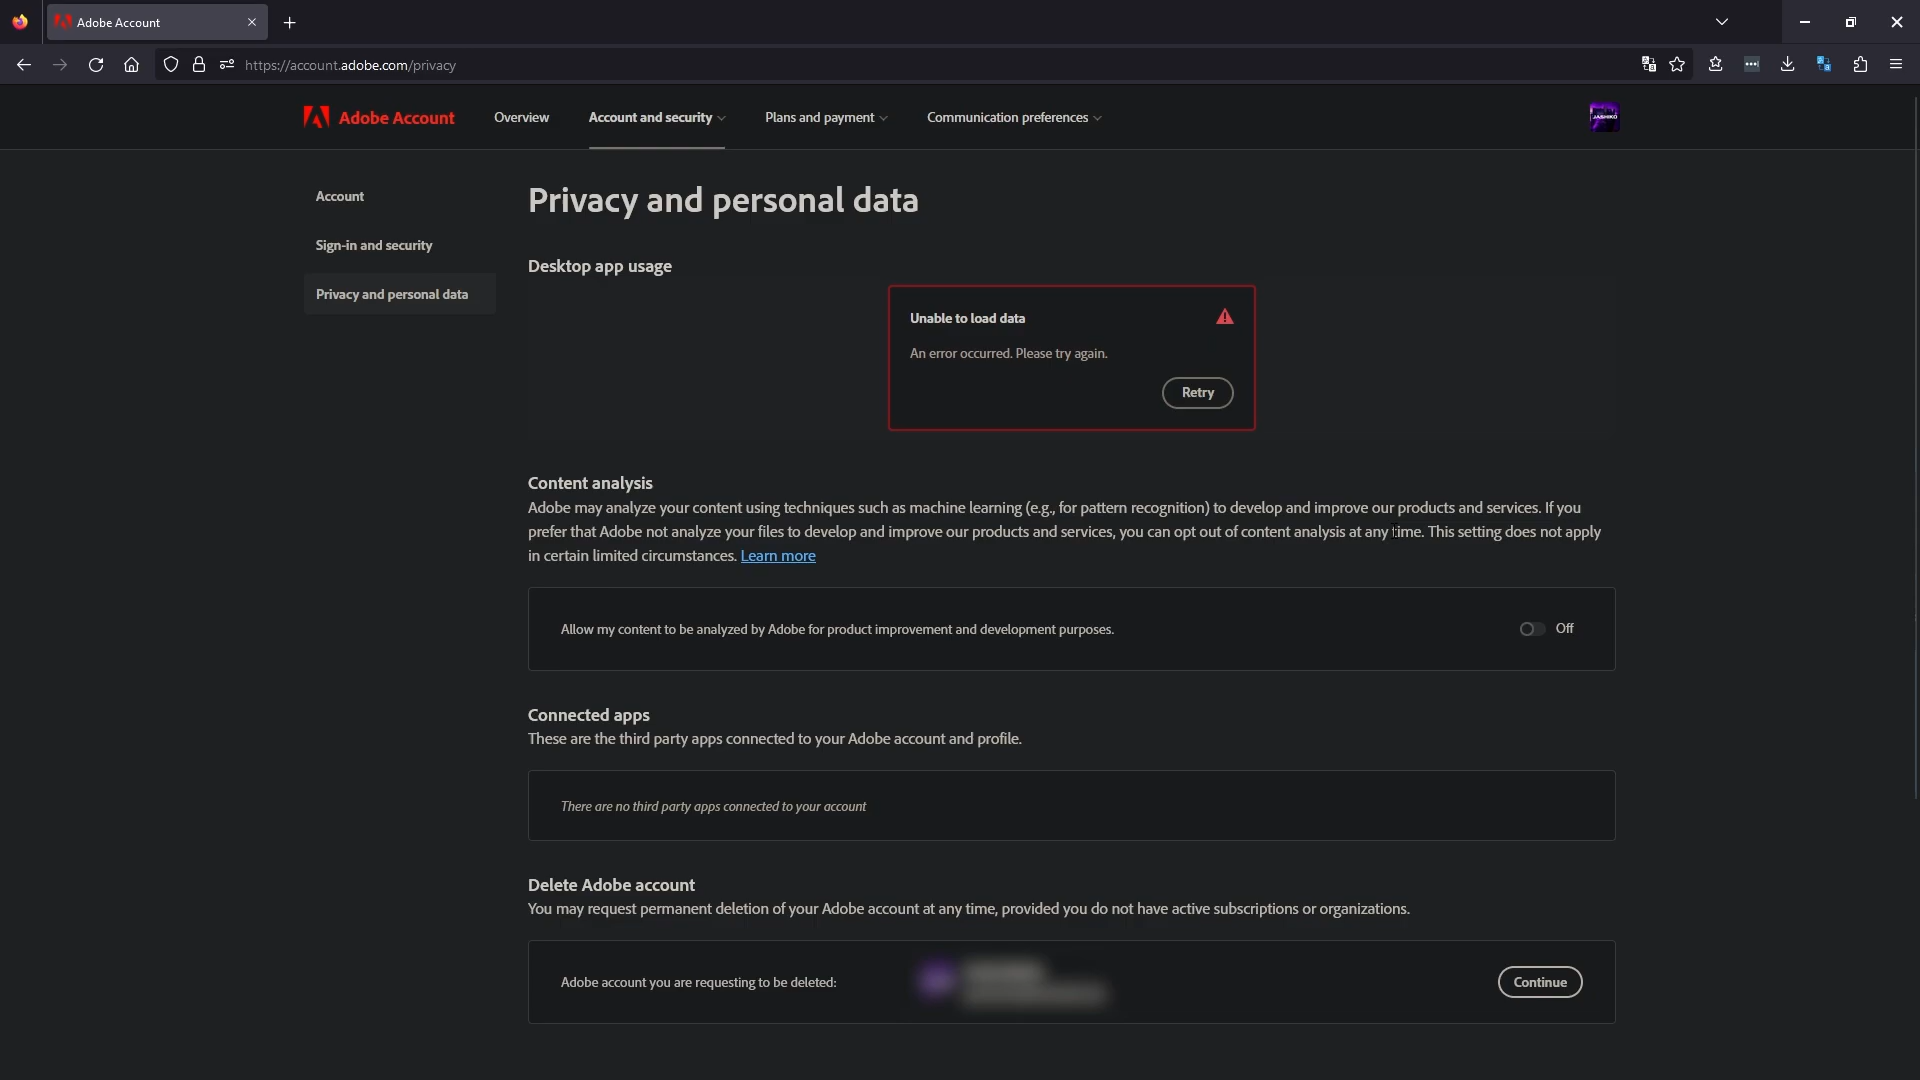 Adobe Account
https://account.adobe.com/privacy
Adobe Account
Overview
Account and security
Plans and payment
Communication preferences
JASHIKO
Account
Sign-in and security
Privacy and personal data
Privacy and personal data
Desktop app usage
Unable to load data
An error occurred. Please try again.
Retry
Content analysis
Adobe may analyze your content using techniques such as machine learning (e.g., for pattern recognition) to develop and improve our products and services. If you
prefer that Adobe not analyze your files to develop and improve our products and services, you can opt out of content analysis at any time. This setting does not apply
in certain limited circumstances. Learn more
Allow my content to be analyzed by Adobe for product improvement and development purposes.
Off
Connected apps
These are the third party apps connected to your Adobe account and profile.
There are no third party apps connected to your account
Delete Adobe account
You may request permanent deletion of your Adobe account at any time, provided you do not have active subscriptions or organizations.
Adobe account you are requesting to be deleted:
Continue